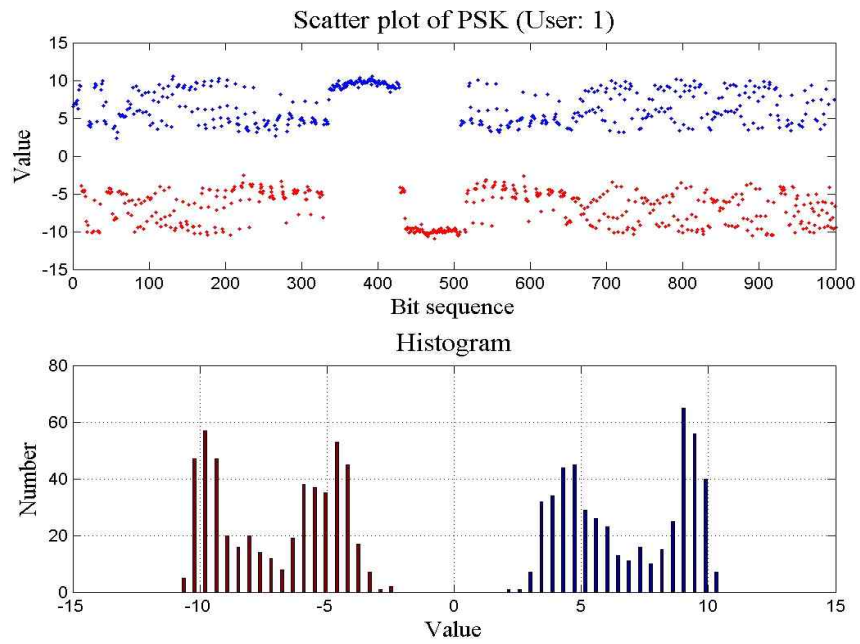 Scatter plot of PSK (User: 1)
15
10
5
0
-5
-10
-15
Value
0 100 200 300 400 500 600 700 800 900 1000
Bit sequence
Histogram
80
60
40
20
0
Number
-15 -10 -5 0 5 10 15
Value